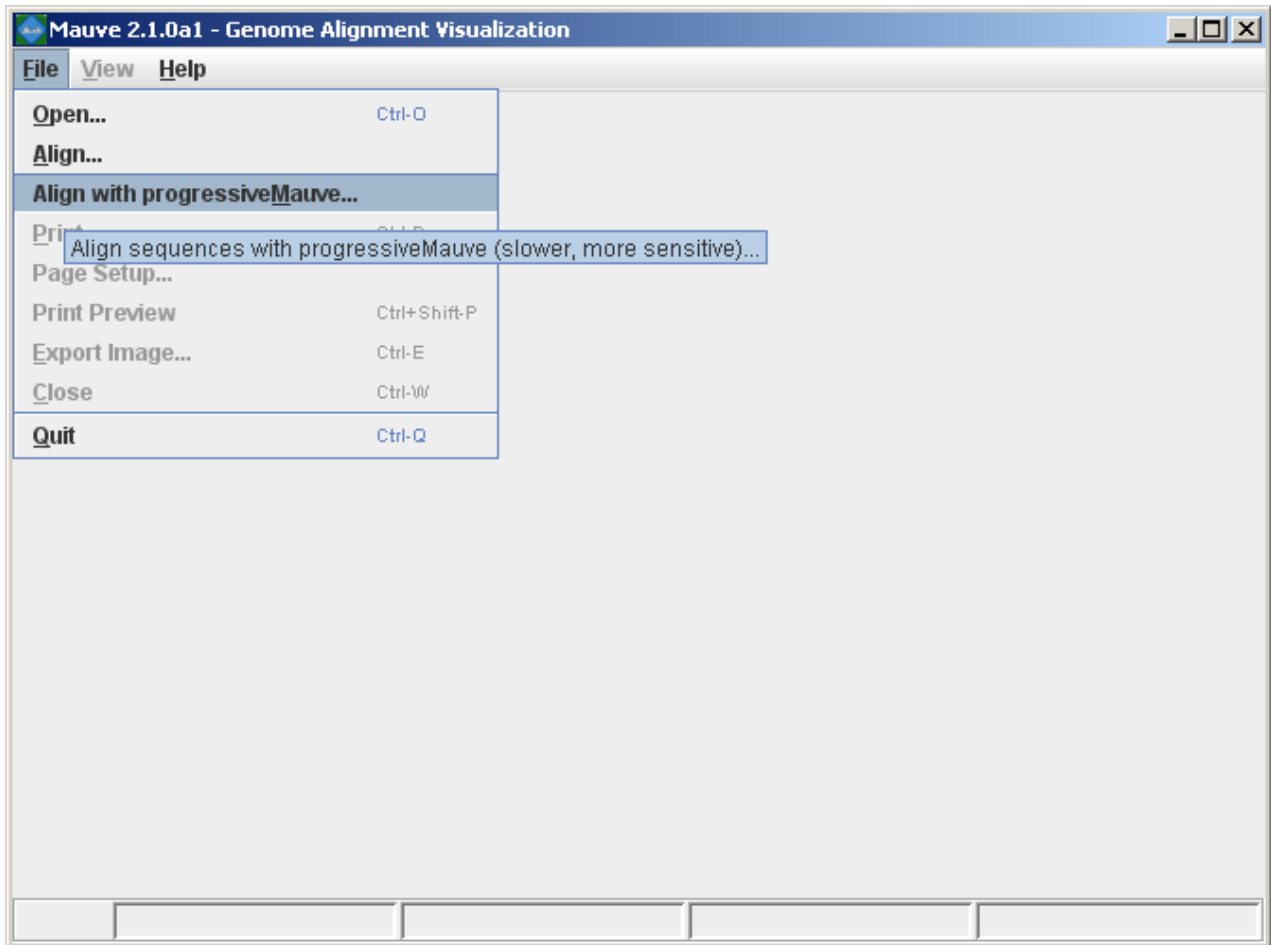 Mauve 2.1.0a1 - Genome Alignment Visualization
File View Help
Open... Ctrl-O
Align...
Align with progressiveMauve...
Print
Align sequences with progressiveMauve (slower, more sensitive)...
Page Setup...
Print Preview Ctrl+Shift-P
Export Image... Ctrl-E
Close Ctrl-W
Quit Ctrl-Q